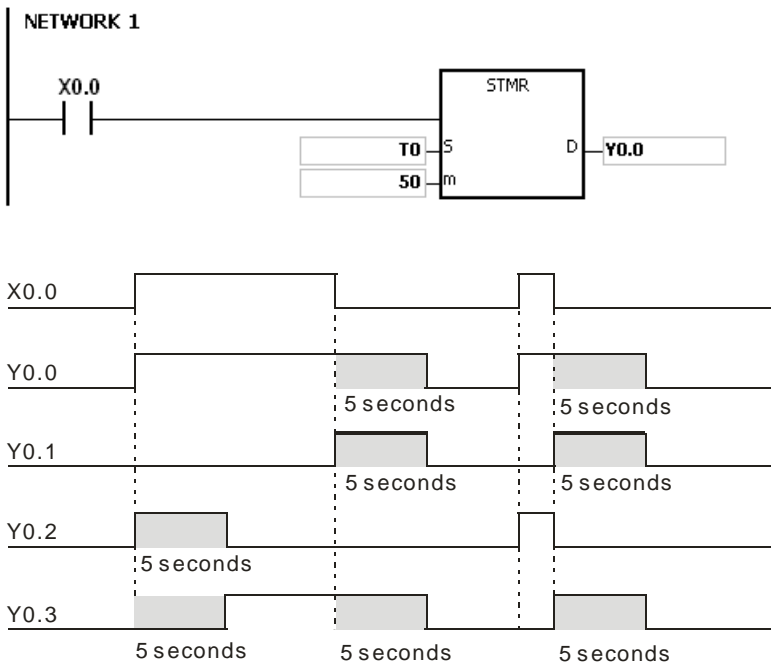 NETWORK 1
X0.0
STMR
T0 S D Y0.0
50 m
X0.0
Y0.0
5 seconds 5 seconds
Y0.1
5 seconds 5 seconds
Y0.2
5 seconds
Y0.3
5 seconds 5 seconds 5 seconds